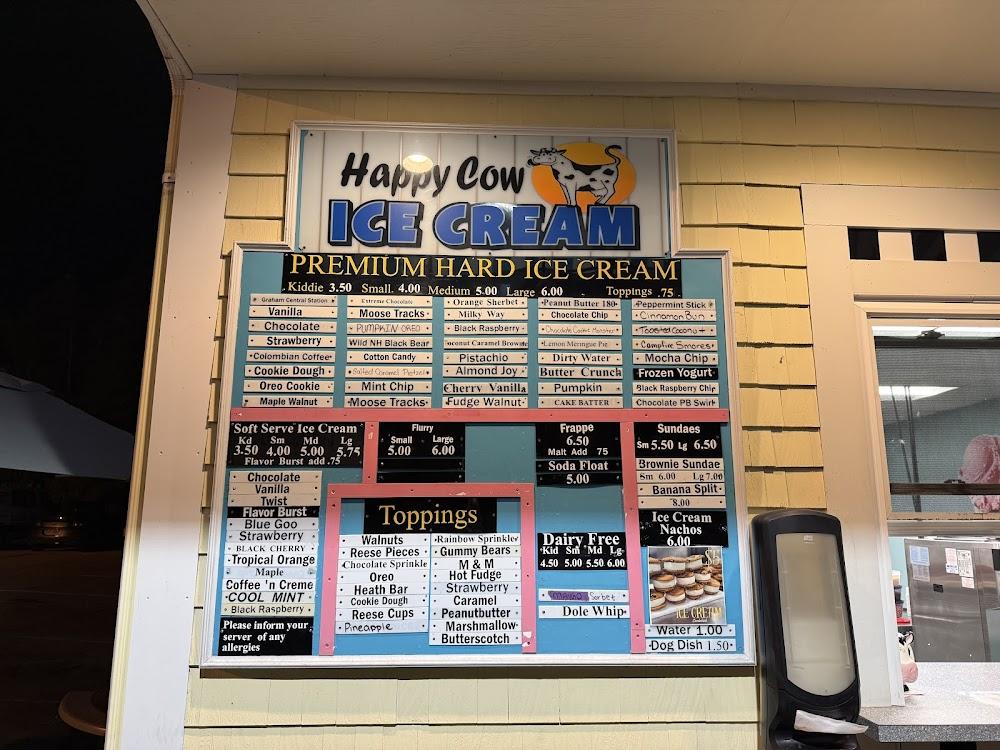 Happy Cow
ICE CREAM
PREMIUM HARD ICE CREAM
Kiddie 3.50 Small 4.00 Medium 5.00 Large 6.00 Toppings .75
Graham Central Station
Vanilla
Chocolate
Strawberry
Colombian Coffee
Cookie Dough
Oreo Cookie
Maple Walnut
Extreme Chocolate
Moose Tracks
PUMPKIN OREO
Wild NH Black Bear
Cotton Candy
Salted Caramel Pretzel
Mint Chip
Moose Tracks
Orange Sherbet
Milky Way
Black Raspberry
Coconut Caramel Brownie
Pistachio
Almond Joy
Cherry Vanilla
Fudge Walnut
Peanut Butter 180
Chocolate Chip
Chocolate Cookie Monster
Lemon Meringue Pie
Dirty Water
Butter Crunch
Pumpkin
CAKE BATTER
Peppermint Stick
Cinnamon Bun
Toasted Coconut
Campfire Smores
Mocha Chip
Frozen Yogurt
Black Raspberry Chip
Chocolate PB Swirl
Soft Serve Ice Cream
Kd Sm Md Lg
3.50 4.00 5.00 5.75
Flavor Burst add .75
Chocolate
Vanilla
Twist
Flavor Burst
Blue Goo
Strawberry
BLACK CHERRY
Tropical Orange
Maple
Coffee 'n Creme
COOL MINT
Black Raspberry
Please inform your
server of any
allergies
Flurry
Small Large
5.00 6.00
Toppings
Walnuts
Reese Pieces
Chocolate Sprinkle
Oreo
Heath Bar
Cookie Dough
Reese Cups
Pineapple
Rainbow Sprinkle
Gummy Bears
M & M
Hot Fudge
Strawberry
Caramel
Peanutbutter
Marshmallow
Butterscotch
Frappe
6.50
Malt Add 75
Soda Float
5.00
Dairy Free
Kid Sm Md Lg
4.50 5.00 5.50 6.00
Mango Sorbet
Dole Whip
Sundaes
Sm 5.50 Lg 6.50
Brownie Sundae
Sm 6.00 Lg 7.00
Banana Split
8.00
Ice Cream
Nachos
6.00
ICE CREAM
Water 1.00
Dog Dish 1.50